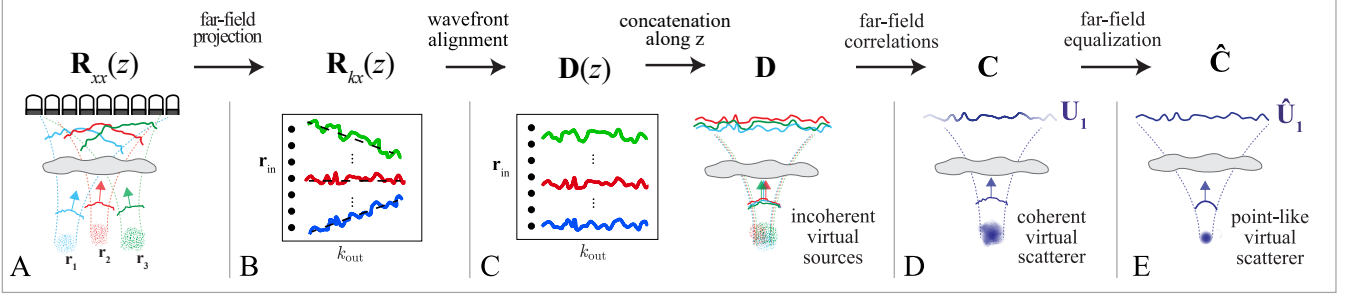 far-field
projection
wavefront
alignment
concatenation
along z
far-field
correlations
far-field
equalization
R_xx(z)
R_kx(z)
D(z)
D
C
Ĉ
r_in
r_in
U_1
Û_1
r_1
r_2
r_3
k_out
k_out
incoherent
virtual
sources
coherent
virtual
scatterer
point-like
virtual
scatterer
A
B
C
D
E